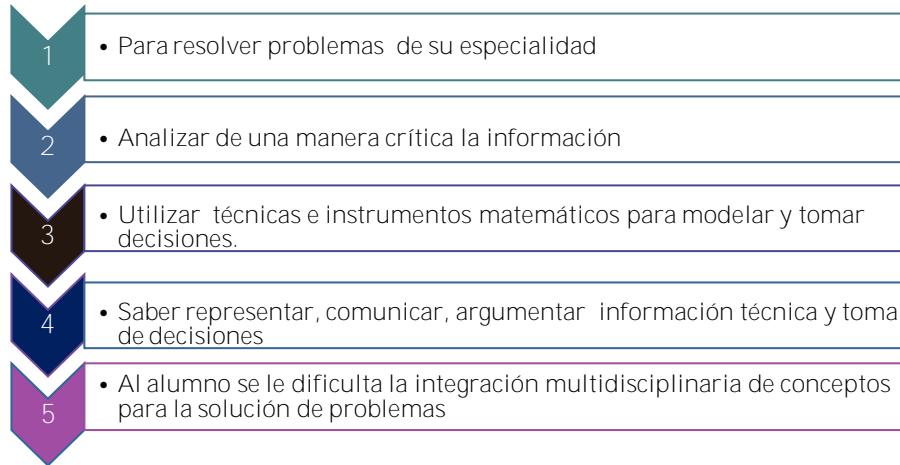 1
• Para resolver problemas de su especialidad
2
• Analizar de una manera crítica la información
3
• Utilizar técnicas e instrumentos matemáticos para modelar y tomar
decisiones.
4
• Saber representar, comunicar, argumentar información técnica y toma
de decisiones
5
• Al alumno se le dificulta la integración multidisciplinaria de conceptos
para la solución de problemas